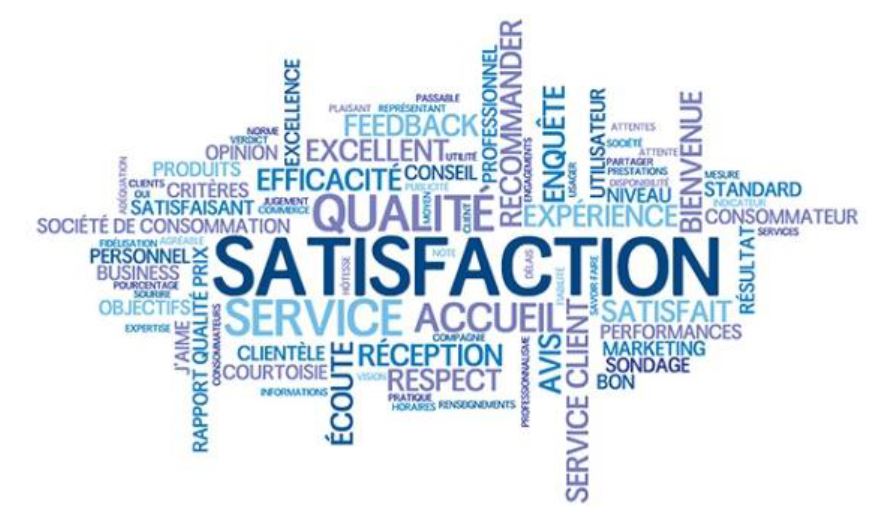 PASSABLE
PLAISANT
REPRÉSENTANT
EXCELLENCE
PROFESSIONNEL
RECOMMANDER
FEEDBACK
ENQUÊTE
UTILISATEUR
BIENVENUE
ATTENTES
NORME
VERDICT
OPINION
EXCELLENT
UTILITÉ
ENGAGEMENTS
SOCIÉTÉ
ATTENTE
PARTAGER
PRESTATIONS
ADÉQUATION
PRODUITS
EFFICACITÉ
CONSEIL
USAGER
DISPONIBILITÉ
MESURE
CLIENTS
OUI
CRITÈRES
PUBLICITÉ
NIVEAU
STANDARD
SATISFAISANT
JUGEMENT
COMMERCE
QUALITÉ
MOYEN
CLIENT
EXPÉRIENCE
INDICATEUR
CONSOMMATEUR
SOCIÉTÉ DE CONSOMMATION
SERVICES
FIDÉLISATION
AGRÉABLE
PERSONNEL
SATISFACTION
NOTE
HÔTESSE
DÉLAIS
FIABILITÉ
SAVOIR FAIRE
RÉSULTAT
BUSINESS
POURCENTAGE
SOURIRE
OBJECTIFS
RAPPORT QUALITÉ PRIX
CONSOMMATEURS
EXPERTISE
J'AIME
SERVICE
ACCUEIL
SATISFAIT
PERFORMANCES
COMPAGNIE
CLIENTÈLE
ÉCOUTE
RÉCEPTION
PROFESSIONNALISME
AVIS
SERVICE CLIENT
MARKETING
COURTOISIE
VISION
RESPECT
SONDAGE
BON
INFORMATIONS
PRATIQUE
HORAIRES
RENSEIGNEMENTS